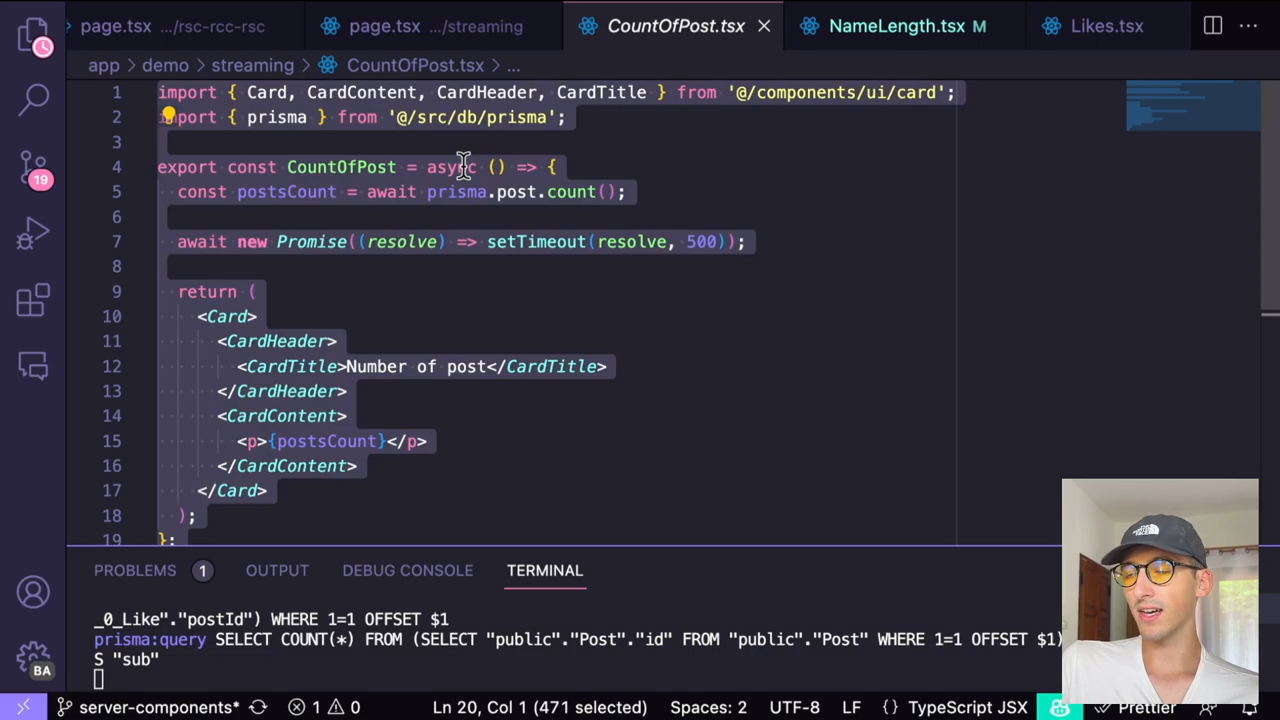 page.tsx .../rsc-rcc-rsc
page.tsx .../streaming
CountOfPost.tsx
NameLength.tsx M
Likes.tsx
app > demo > streaming > CountOfPost.tsx > ...
1 import { Card, CardContent, CardHeader, CardTitle } from '@/components/ui/card';
2 import { prisma } from '@/src/db/prisma';
3
4 export const CountOfPost = async () => {
5 const postsCount = await prisma.post.count();
6
7 await new Promise((resolve) => setTimeout(resolve, 500));
8
9 return (
10 <Card>
11 <CardHeader>
12 <CardTitle>Number of post</CardTitle>
13 </CardHeader>
14 <CardContent>
15 <p>{postsCount}</p>
16 </CardContent>
17 </Card>
18 );
19 };
19
PROBLEMS 1 OUTPUT DEBUG CONSOLE TERMINAL
_0_Like"."postId") WHERE 1=1 OFFSET $1
prisma:query SELECT COUNT(*) FROM (SELECT "public"."Post"."id" FROM "public"."Post" WHERE 1=1 OFFSET $1)
S "sub"
BA
server-components* 1 0 Ln 20, Col 1 (471 selected) Spaces: 2 UTF-8 LF {} TypeScript JSX Prettier